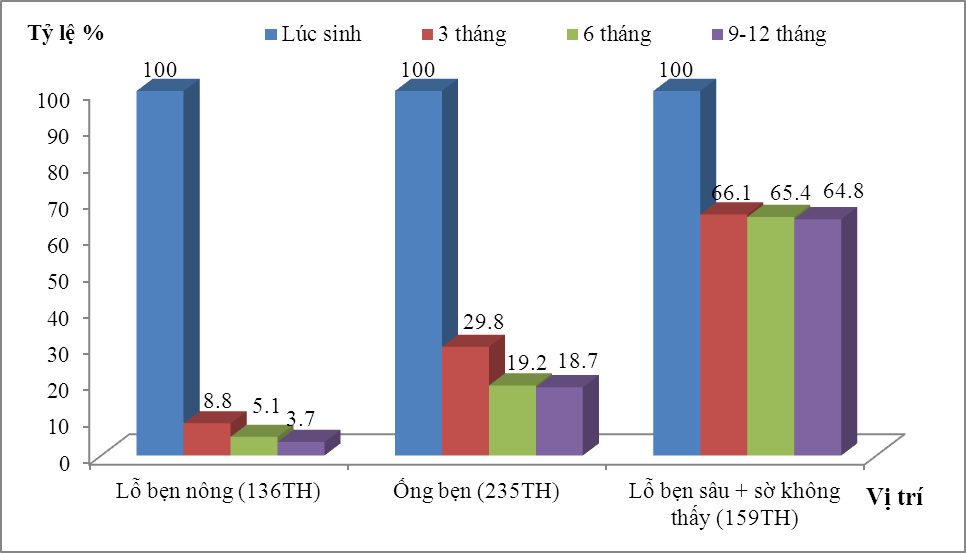 Tỷ lệ %
Lúc sinh 3 tháng 6 tháng 9-12 tháng
100 100 100
100
90
80
70
60
50
40
30
20
10
0
8.8 5.1 3.7
29.8 19.2 18.7
66.1 65.4 64.8
Lỗ bẹn nông (136TH) Ống bẹn (235TH) Lỗ bẹn sâu + sờ không
thấy (159TH)
Vị trí